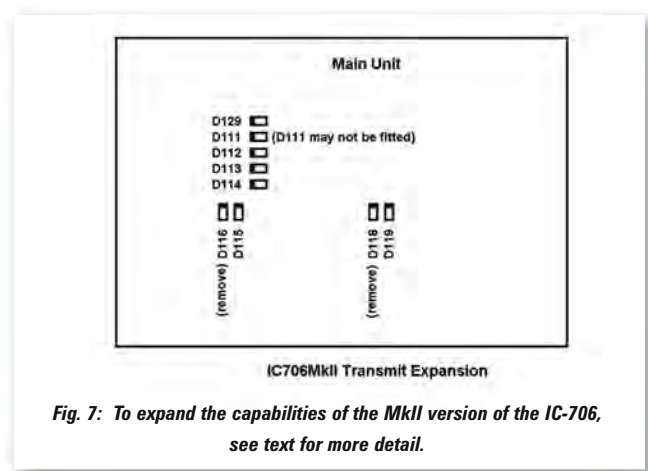 Main Unit
D129
D111 (D111 may not be fitted)
D112
D113
D114
(remove) D116
D115
(remove) D118
D119
IC706MkII Transmit Expansion
Fig. 7: To expand the capabilities of the MkII version of the IC-706,
see text for more detail.